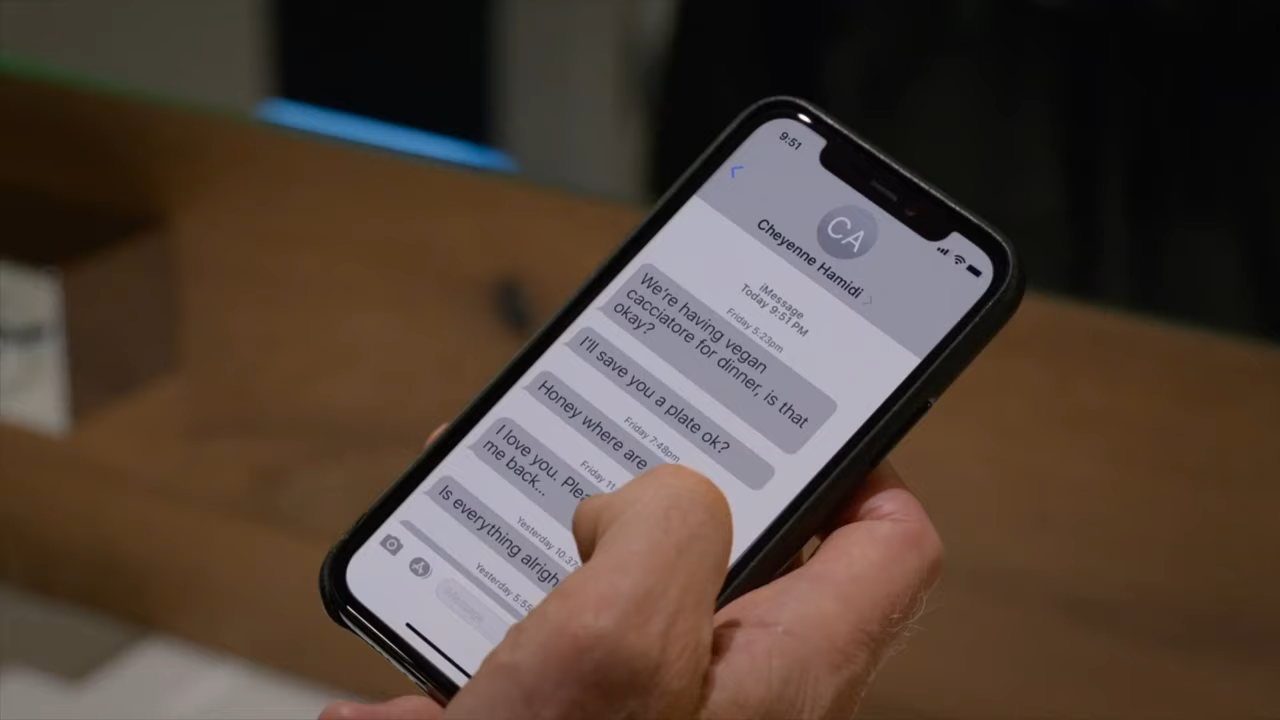 9:51
CA
Cheyenne Hamidi
iMessage
Today 9:51 PM
Friday 5:23pm
We're having vegan
cacciatore for dinner, is that
okay?
I'll save you a plate ok?
Friday 7:48pm
Honey where are
Friday 11
I love you.
me back...
Yesterday 10:37
Is everything
Yesterday 5:55